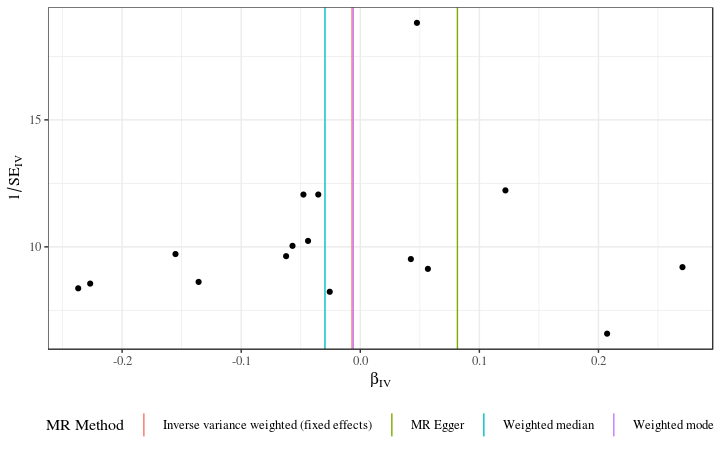 15
10
1/SE_IV
-0.2 -0.1 0.0 0.1 0.2
β_IV
MR Method Inverse variance weighted (fixed effects) MR Egger Weighted median Weighted mode